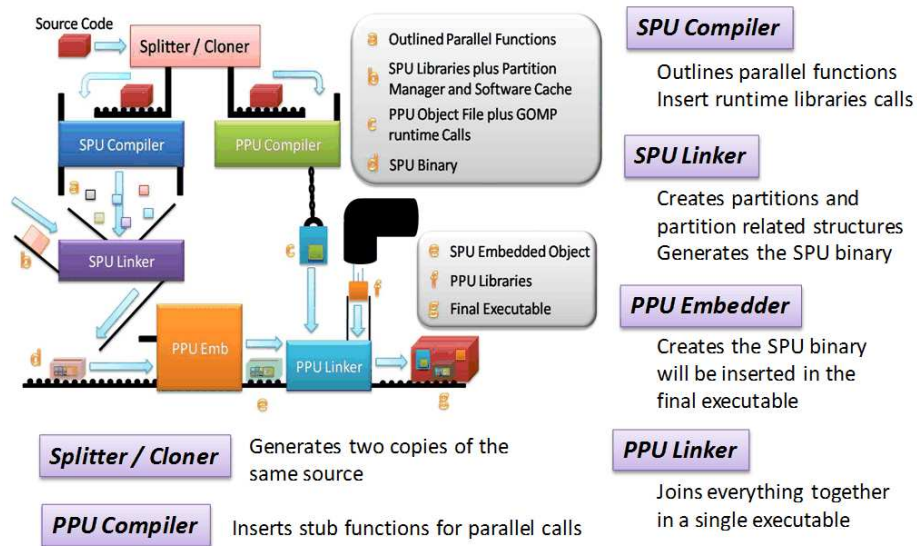 Source Code
Splitter / Cloner
SPU Compiler
PPU Compiler
a
b
SPU Linker
c
f
d
PPU Emb
PPU Linker
e
g
a Outlined Parallel Functions
b SPU Libraries plus Partition
Manager and Software Cache
c PPU Object File plus GOMP
runtime Calls
d SPU Binary
e SPU Embedded Object
f PPU Libraries
g Final Executable
SPU Compiler
Outlines parallel functions
Insert runtime libraries calls
SPU Linker
Creates partitions and
partition related structures
Generates the SPU binary
PPU Embedder
Creates the SPU binary
will be inserted in the
final executable
PPU Linker
Joins everything together
in a single executable
Splitter / Cloner
Generates two copies of the
same source
PPU Compiler
Inserts stub functions for parallel calls